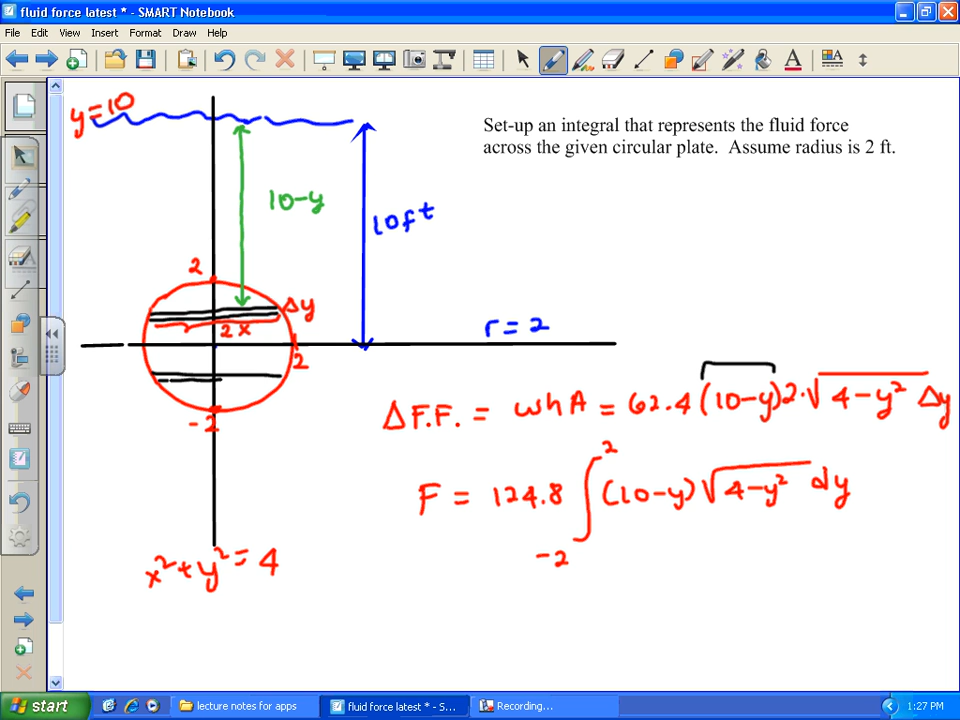 fluid force latest * - SMART Notebook
File Edit View Insert Format Draw Help
y = 10
Set-up an integral that represents the fluid force
across the given circular plate. Assume radius is 2 ft.
10-y
10ft
2
Δy
2x
r = 2
2
-2
ΔF.F. = whA = 62.4 (10-y) 2·√4-y² Δy
F = 124.8 ∫₋₂² (10-y) √4-y² dy
x² + y² = 4
start
lecture notes for apps
fluid force latest * - S...
Recording...
1:27 PM